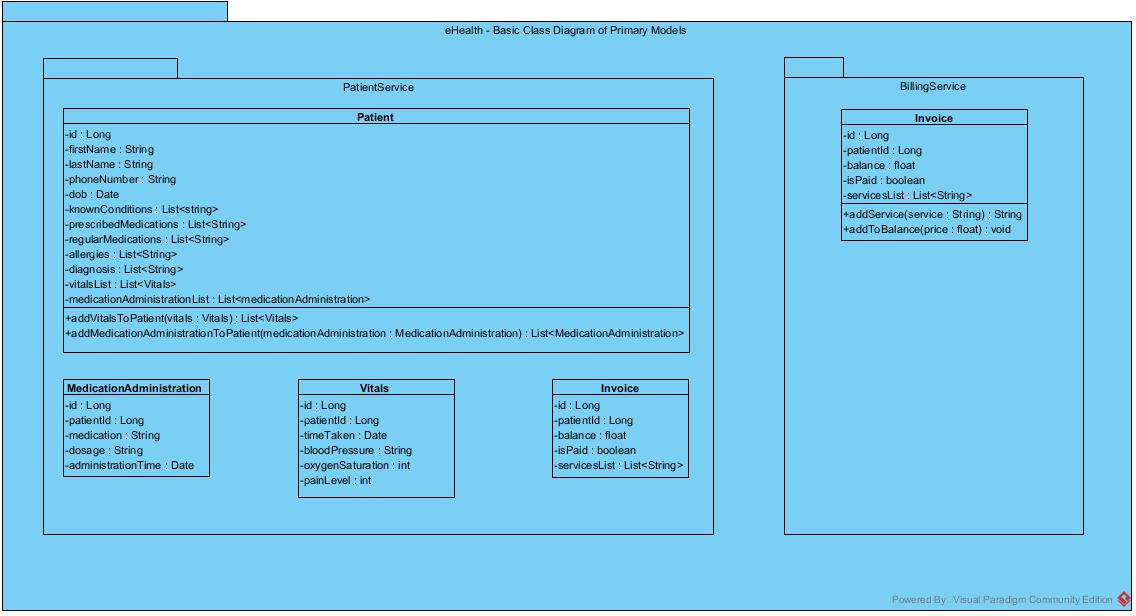 eHealth - Basic Class Diagram of Primary Models
PatientService
Patient
-id : Long
-firstName : String
-lastName : String
-phoneNumber : String
-dob : Date
-knownConditions : List<string>
-prescribedMedications : List<String>
-regularMedications : List<String>
-allergies : List<String>
-diagnosis : List<String>
-vitalsList : List<Vitals>
-medicationAdministrationList : List<medicationAdministration>
+addVitalsToPatient(vitals : Vitals) : List<Vitals>
+addMedicationAdministrationToPatient(medicationAdministration : MedicationAdministration) : List<MedicationAdministration>
MedicationAdministration
-id : Long
-patientId : Long
-medication : String
-dosage : String
-administrationTime : Date
Vitals
-id : Long
-patientId : Long
-timeTaken : Date
-bloodPressure : String
-oxygenSaturation : int
-painLevel : int
Invoice
-id : Long
-patientId : Long
-balance : float
-isPaid : boolean
-servicesList : List<String>
BillingService
Invoice
-id : Long
-patientId : Long
-balance : float
-isPaid : boolean
-servicesList : List<String>
+addService(service : String) : String
+addToBalance(price : float) : void
Powered By Visual Paradigm Community Edition